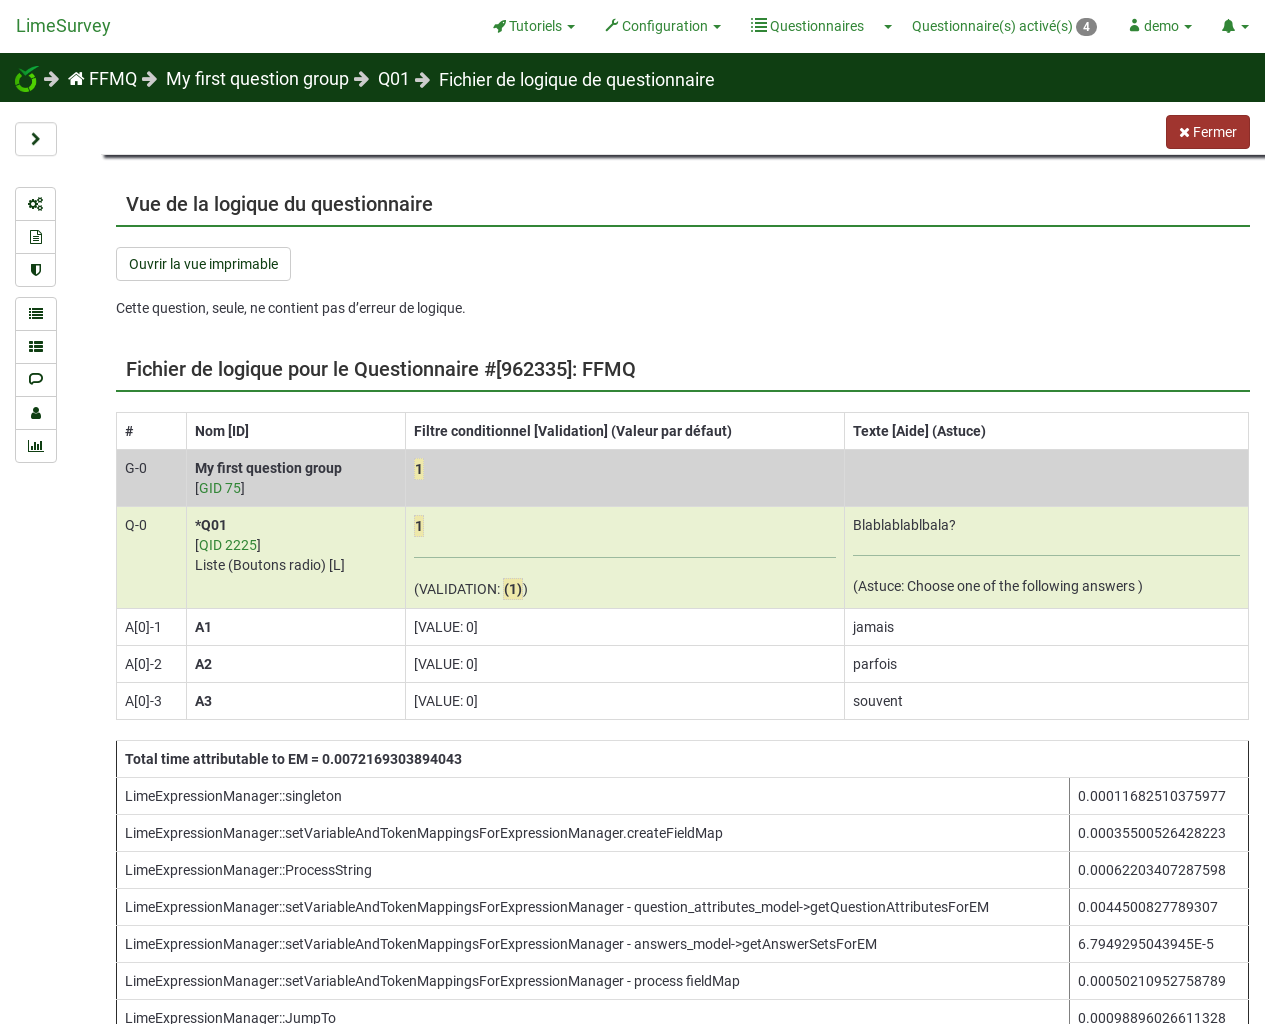 LimeSurvey
Tutoriels
Configuration
Questionnaires
Questionnaire(s) activé(s) 4
demo
FFMQ
My first question group
Q01
Fichier de logique de questionnaire
Fermer
Vue de la logique du questionnaire
Ouvrir la vue imprimable
Cette question, seule, ne contient pas d’erreur de logique.
Fichier de logique pour le Questionnaire #[962335]: FFMQ
# Nom [ID] Filtre conditionnel [Validation] (Valeur par défaut) Texte [Aide] (Astuce)
G-0 My first question group 1
[GID 75]
Q-0 *Q01 1 Blablablablbala?
[QID 2225]
Liste (Boutons radio) [L]
(VALIDATION: (1)) (Astuce: Choose one of the following answers )
A[0]-1 A1 [VALUE: 0] jamais
A[0]-2 A2 [VALUE: 0] parfois
A[0]-3 A3 [VALUE: 0] souvent
Total time attributable to EM = 0.0072169303894043
LimeExpressionManager::singleton 0.00011682510375977
LimeExpressionManager::setVariableAndTokenMappingsForExpressionManager.createFieldMap 0.00035500526428223
LimeExpressionManager::ProcessString 0.00062203407287598
LimeExpressionManager::setVariableAndTokenMappingsForExpressionManager - question_attributes_model->getQuestionAttributesForEM 0.0044500827789307
LimeExpressionManager::setVariableAndTokenMappingsForExpressionManager - answers_model->getAnswerSetsForEM 6.7949295043945E-5
LimeExpressionManager::setVariableAndTokenMappingsForExpressionManager - process fieldMap 0.00050210952758789
LimeExpressionManager::JumpTo 0.00098896026611328